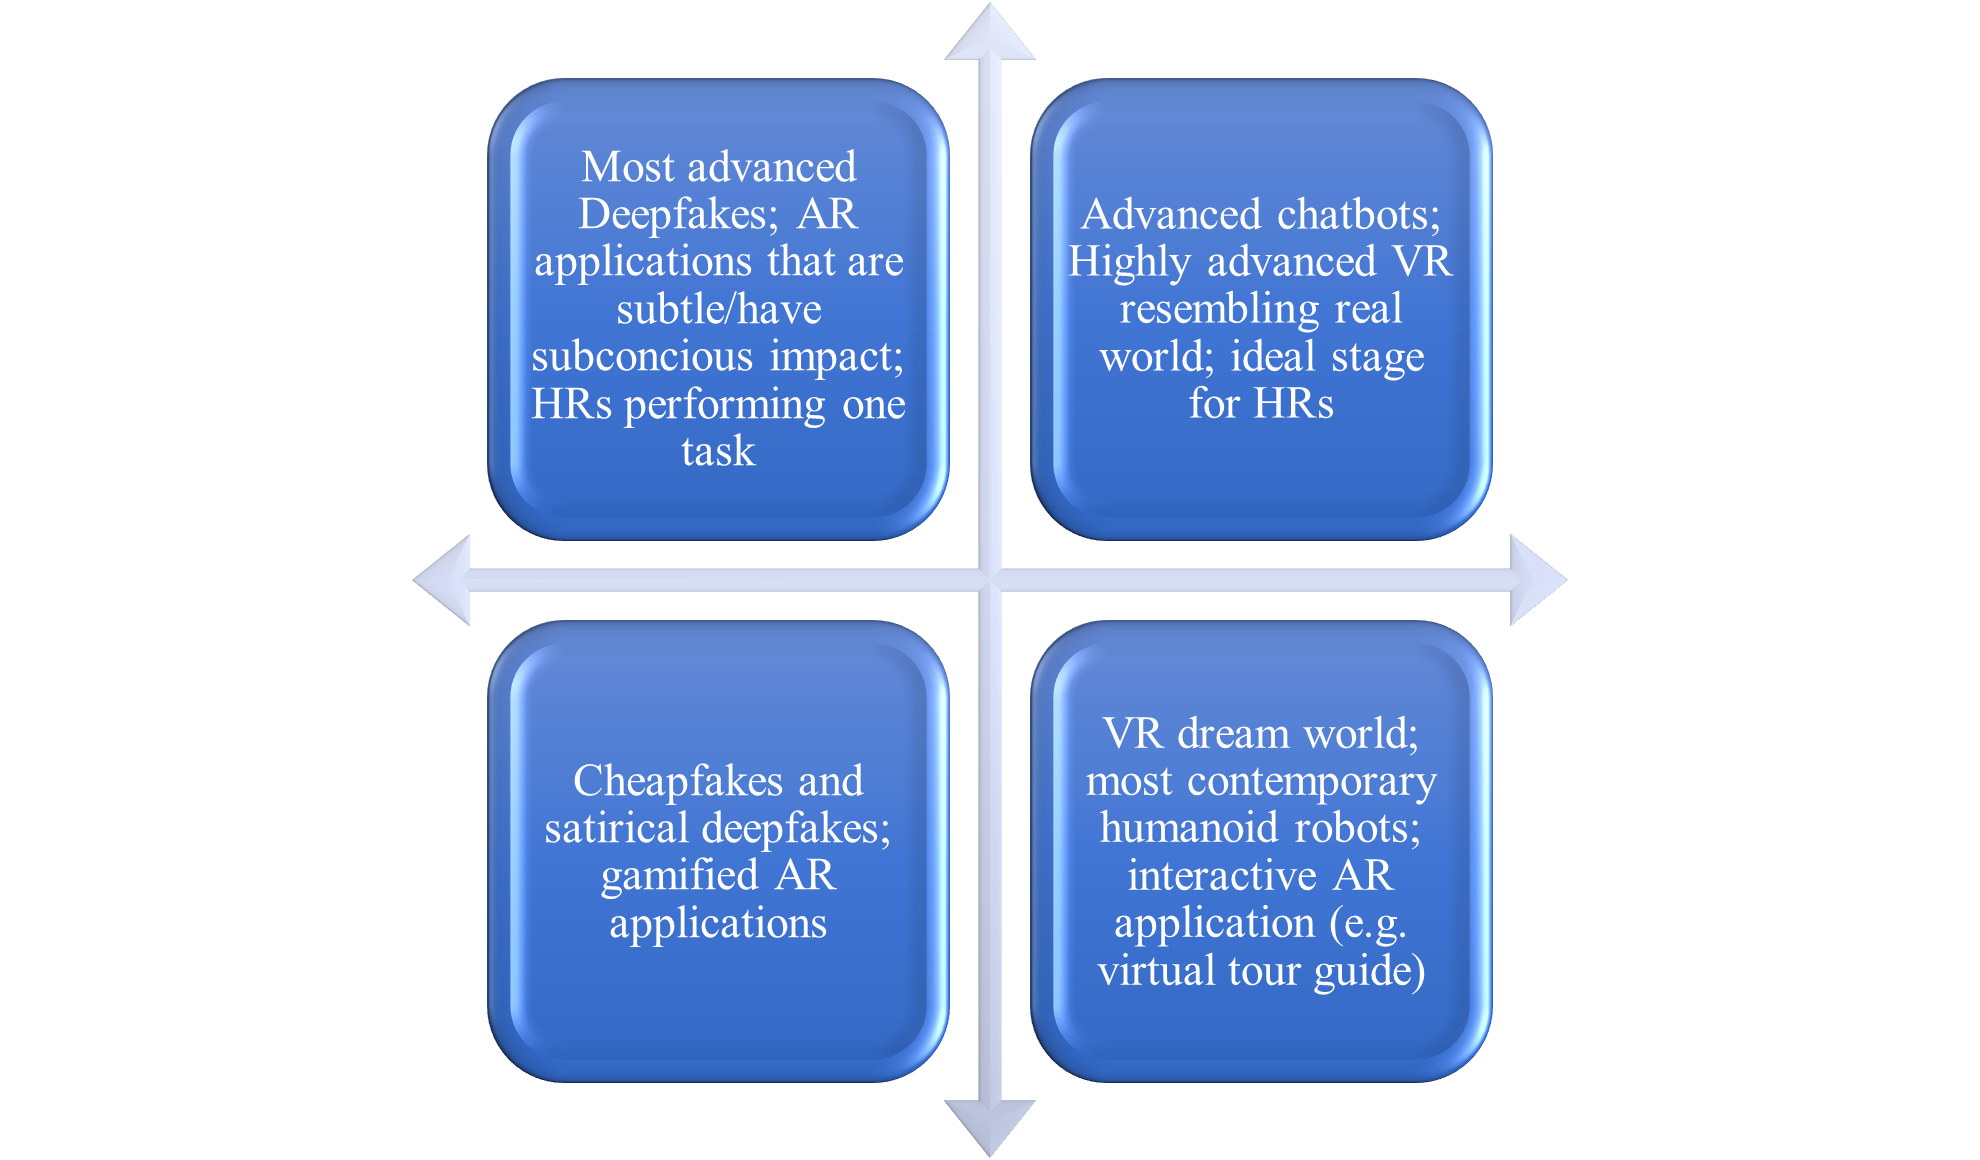 Most advanced
Deepfakes; AR
applications that are
subtle/have
subconcious impact;
HRs performing one
task
Advanced chatbots;
Highly advanced VR
resembling real
world; ideal stage
for HRs
Cheapfakes and
satirical deepfakes;
gamified AR
applications
VR dream world;
most contemporary
humanoid robots;
interactive AR
application (e.g.
virtual tour guide)